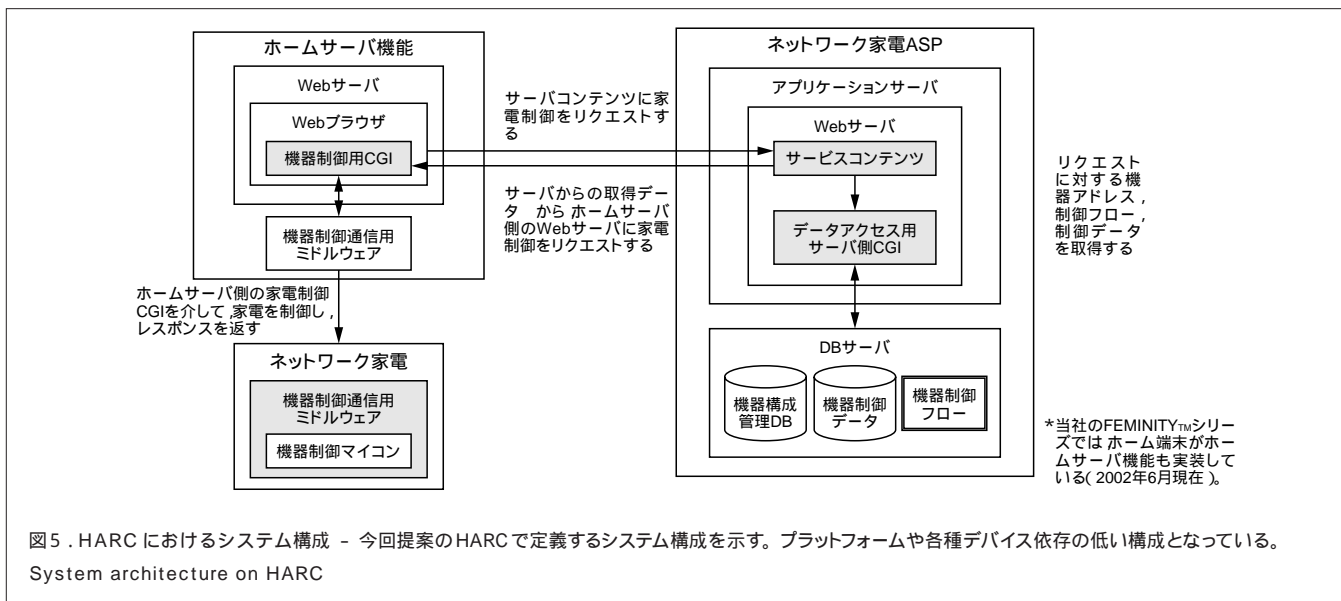 ホームサーバ機能
Webサーバ
Webブラウザ
機器制御用CGI
機器制御通信用
ミドルウェア
ホームサーバ側の家電制御
CGIを介して,家電を制御し,
レスポンスを返す
ネットワーク家電
機器制御通信用
ミドルウェア
機器制御マイコン
サーバコンテンツに家
電制御をリクエストす
る
サーバからの取得デー
タ から ホームサーバ
側のWebサーバに家電
制御をリクエストする
ネットワーク家電ASP
アプリケーションサーバ
Webサーバ
サービスコンテンツ
データアクセス用
サーバ側CGI
DBサーバ
機器構成
管理DB
機器制御
データ
機器制御
フロー
リクエスト
に対する機
器アドレス,
制御フロー,
制御データ
を取得する
*当社のFEMINITY™シリー
ズでは ホーム端末がホー
ムサーバ機能も実装して
いる(2002年6月現在)。
図5.HARC におけるシステム構成 – 今回提案のHARCで定義するシステム構成を示す。プラットフォームや各種デバイス依存の低い構成となっている。
System architecture on HARC